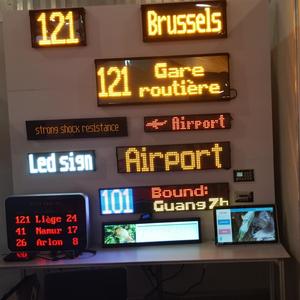 121
Brussels
121 Gare
routière
strong shock resistance
Airport
Led sign
Airport
101 Bound:
Guang Zh
121 Liège 24
41 Namur 17
26 Arlon 8